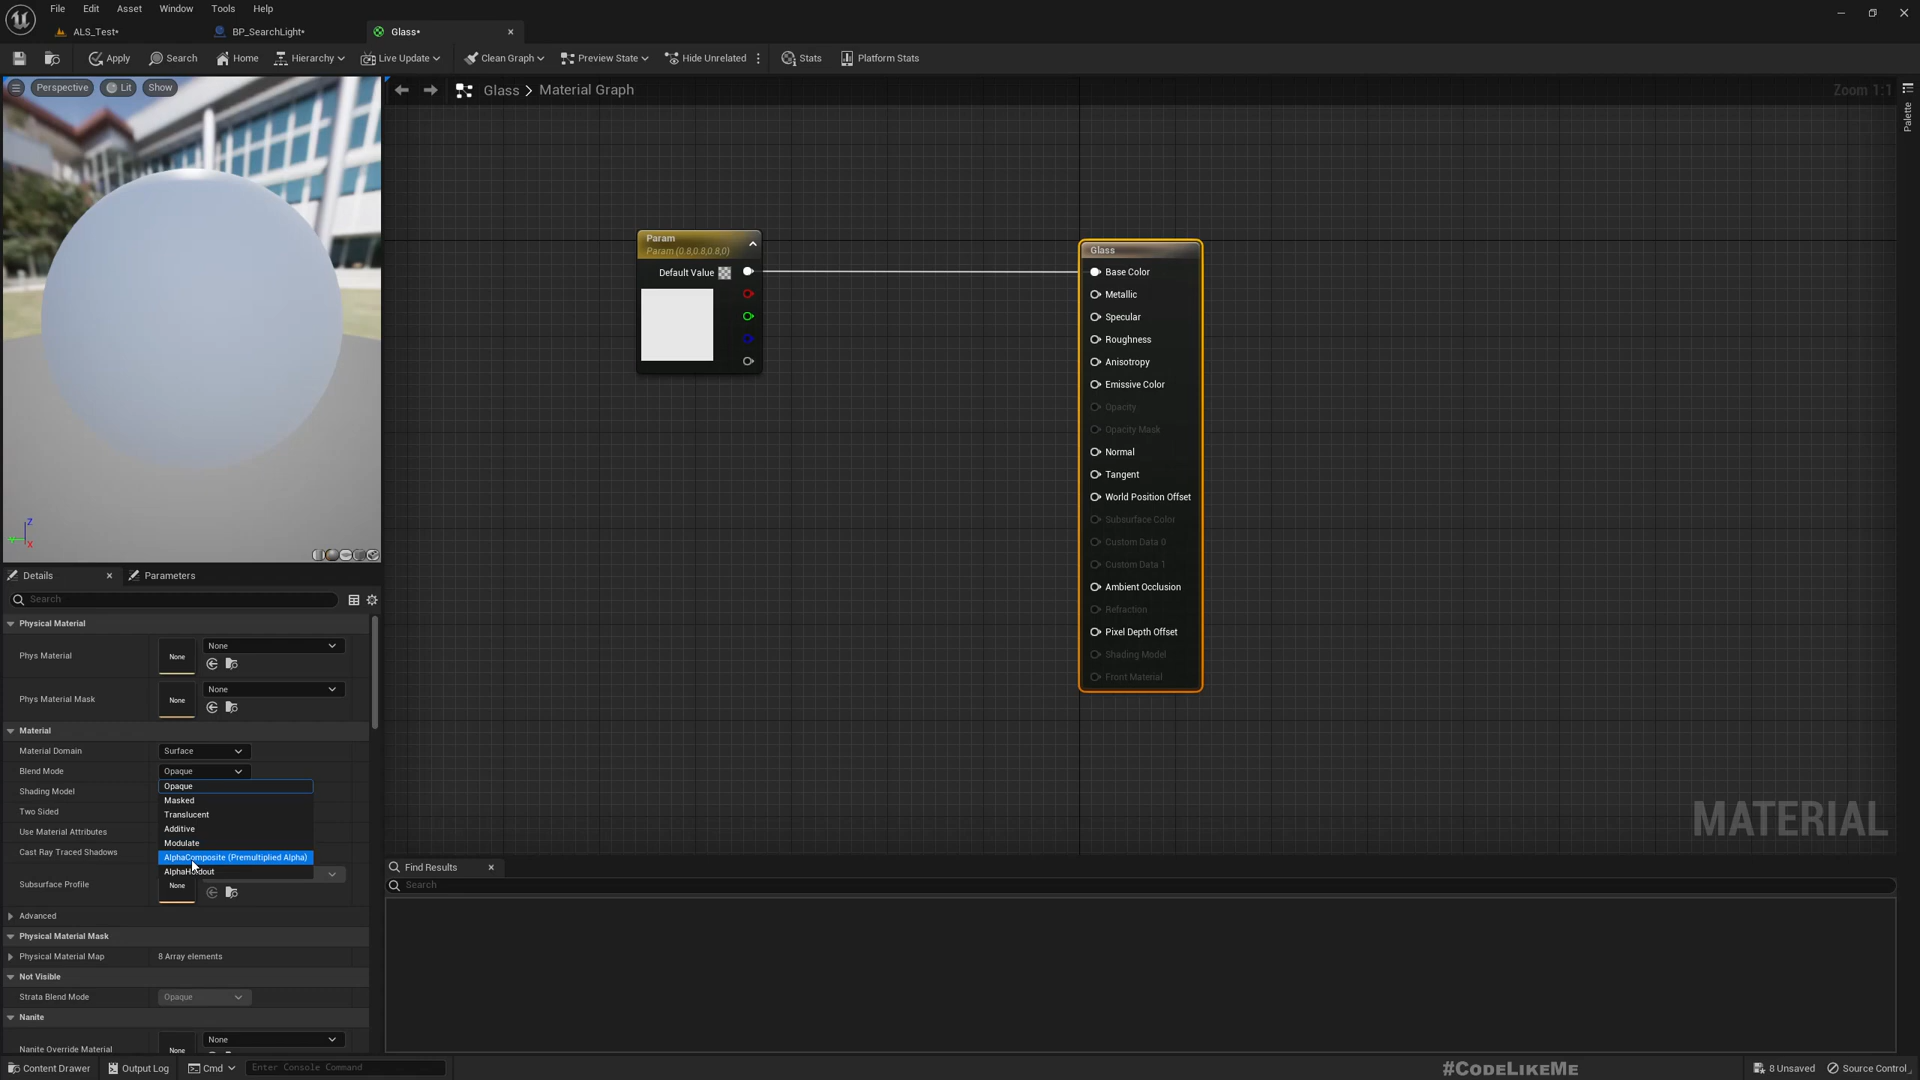 File Edit Asset Window Tools Help
ALS_Test* BP_SearchLight* Glass*
Apply Search Home Hierarchy Live Update Clean Graph Preview State Hide Unrelated Stats Platform Stats
Perspective Lit Show
Glass > Material Graph
Zoom 1:1
Palette
Param
Param (0.8,0.8,0.8,0)
Default Value
Glass
Base Color
Metallic
Specular
Roughness
Anisotropy
Emissive Color
Opacity
Opacity Mask
Normal
Tangent
World Position Offset
Subsurface Color
Custom Data 0
Custom Data 1
Ambient Occlusion
Refraction
Pixel Depth Offset
Shading Model
Front Material
MATERIAL
Z
X
Details Parameters
Search
Physical Material
Phys Material None None
Phys Material Mask None None
Material
Material Domain Surface
Blend Mode Opaque
Opaque
Shading Model
Masked
Two Sided
Translucent
Use Material Attributes
Additive
Modulate
Cast Ray Traced Shadows
AlphaComposite (Premultiplied Alpha)
AlphaHoldout
Subsurface Profile None
Advanced
Physical Material Mask
Physical Material Map 8 Array elements
Not Visible
Strata Blend Mode Opaque
Nanite
Nanite Override Material None None
Find Results
Search
Content Drawer Output Log Cmd Enter Console Command
#CodeLikeMe
8 Unsaved Source Control